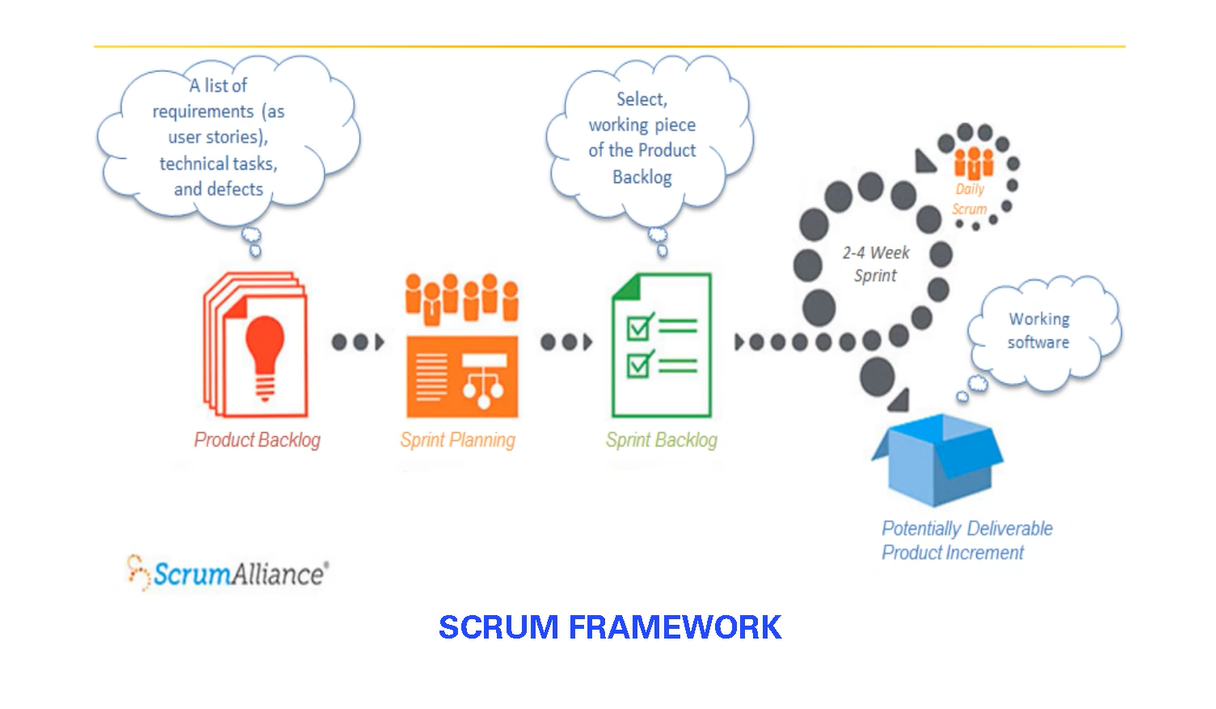 A list of
requirements (as
user stories),
technical tasks,
and defects
Select,
working piece
of the Product
Backlog
Daily
Scrum
2-4 Week
Sprint
Working
software
Product Backlog
Sprint Planning
Sprint Backlog
Potentially Deliverable
Product Increment
ScrumAlliance®
SCRUM FRAMEWORK